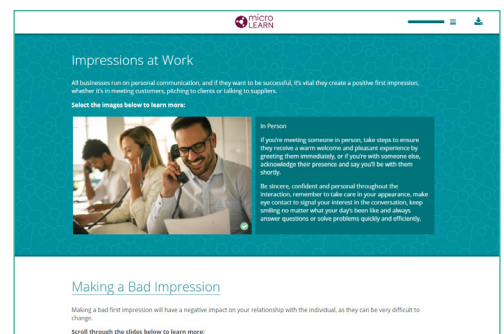 micro
LEARN
Impressions at Work
All businesses run on personal communication, and if they want to be successful, it's vital they create a positive first impression,
whether it's in meeting customers, pitching to clients or talking to suppliers.
Select the images below to learn more:
In Person
If you're meeting someone in person, take steps to ensure
they receive a warm welcome and pleasant experience by
greeting them immediately, or if you're with someone else,
acknowledge their presence and say you'll be with them
shortly.
Be sincere, confident and personal throughout the
interaction, remember to take care in your appearance, make
eye contact to signal your interest in the conversation, keep
smiling no matter what your day's been like and always
answer questions or solve problems quickly and efficiently.
Making a Bad Impression
Making a bad first impression will have a negative impact on your relationship with the individual, as they can be very difficult to
change.
Scroll through the slides below to learn more: